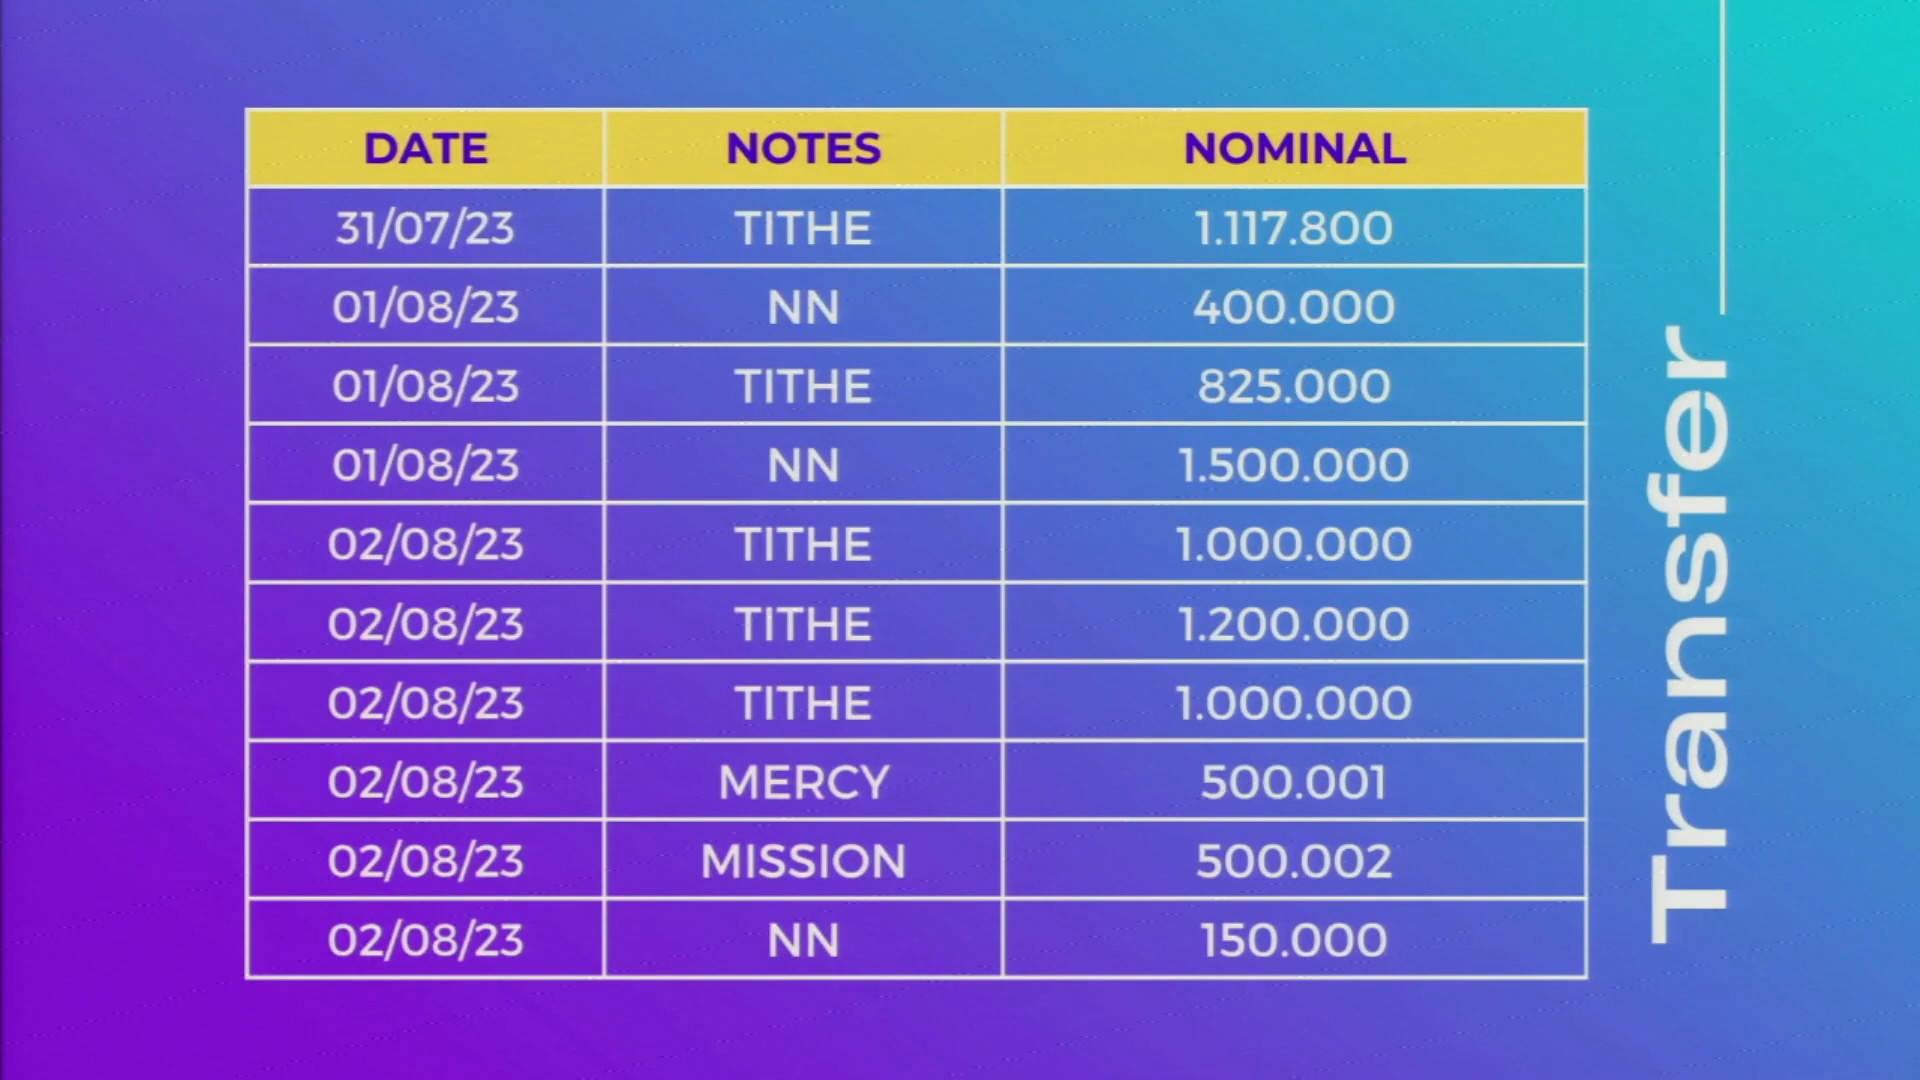 DATE NOTES NOMINAL
31/07/23 TITHE 1.117.800
01/08/23 NN 400.000
01/08/23 TITHE 825.000
01/08/23 NN 1.500.000
02/08/23 TITHE 1.000.000
02/08/23 TITHE 1.200.000
02/08/23 TITHE 1.000.000
02/08/23 MERCY 500.001
02/08/23 MISSION 500.002
02/08/23 NN 150.000
Transfer